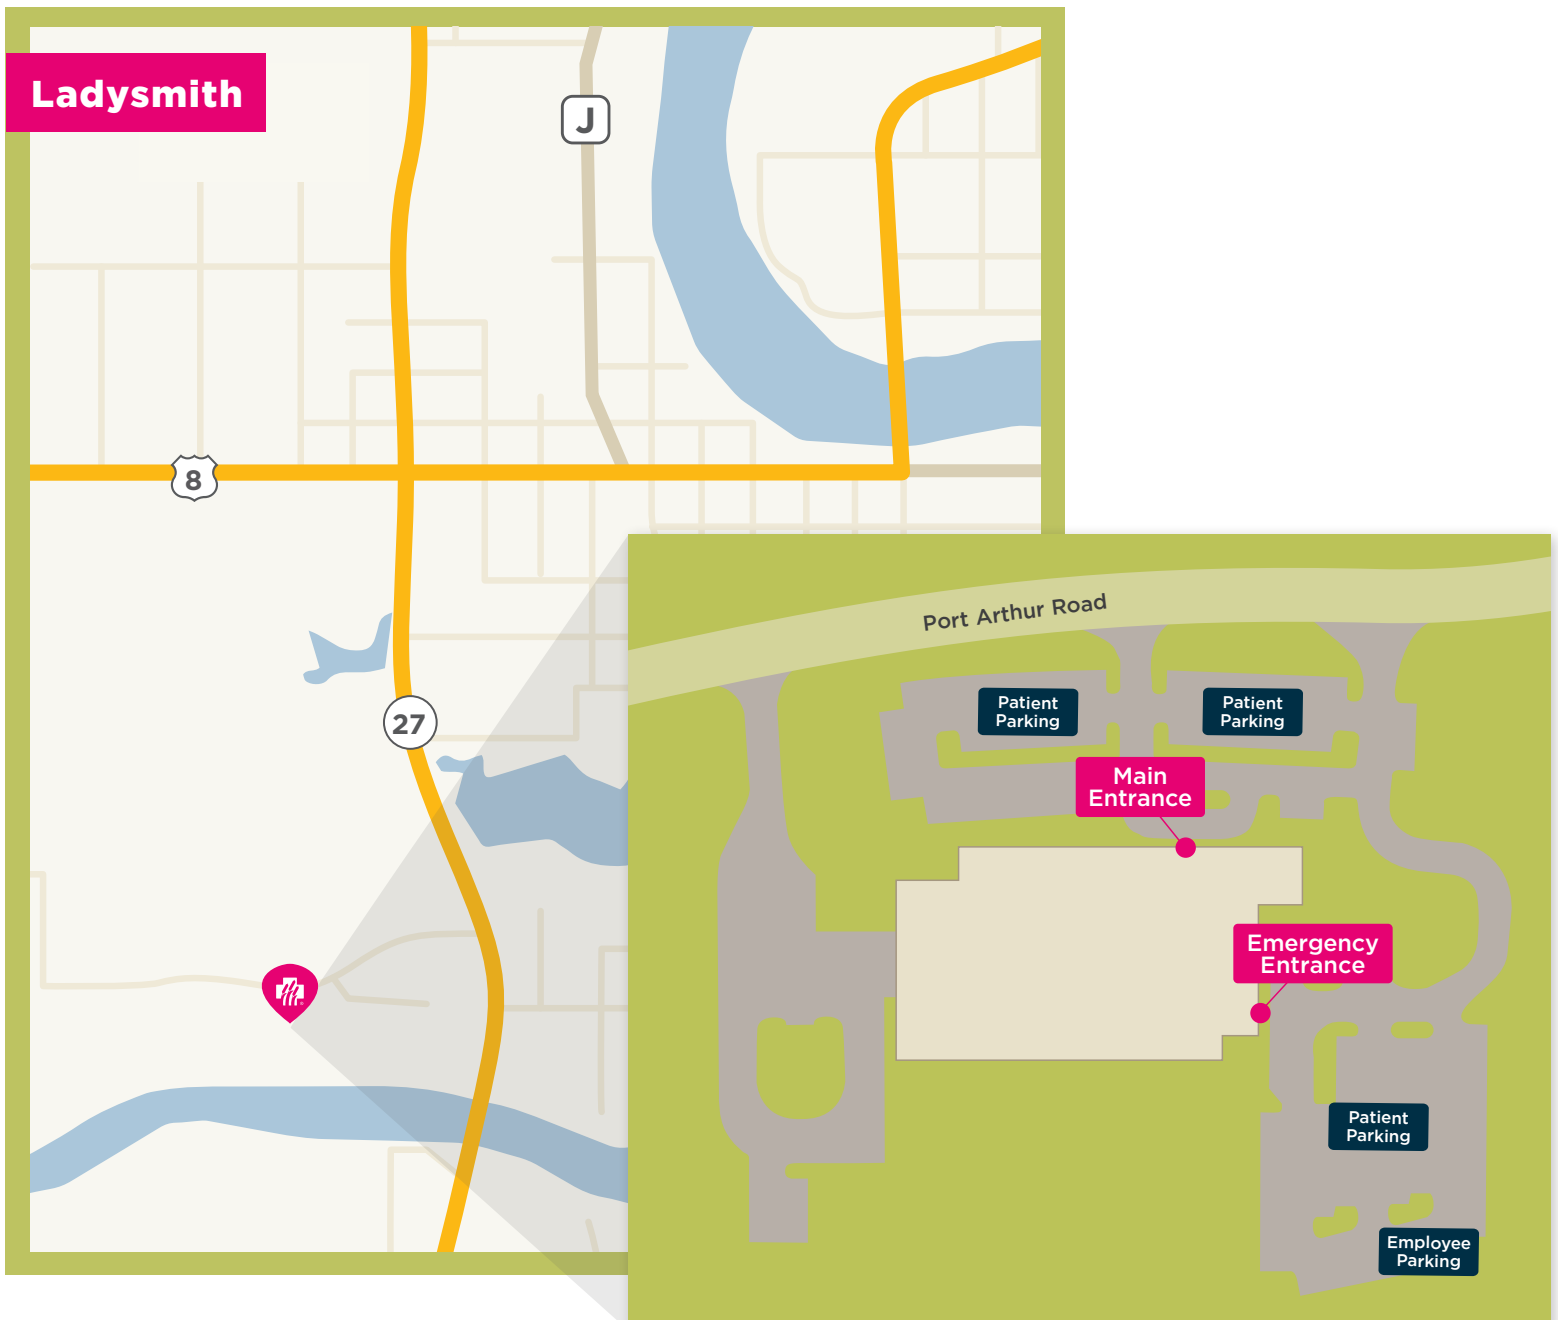 Ladysmith
J
8
27
Port Arthur Road
Patient
Parking
Patient
Parking
Main
Entrance
Emergency
Entrance
Patient
Parking
Employee
Parking